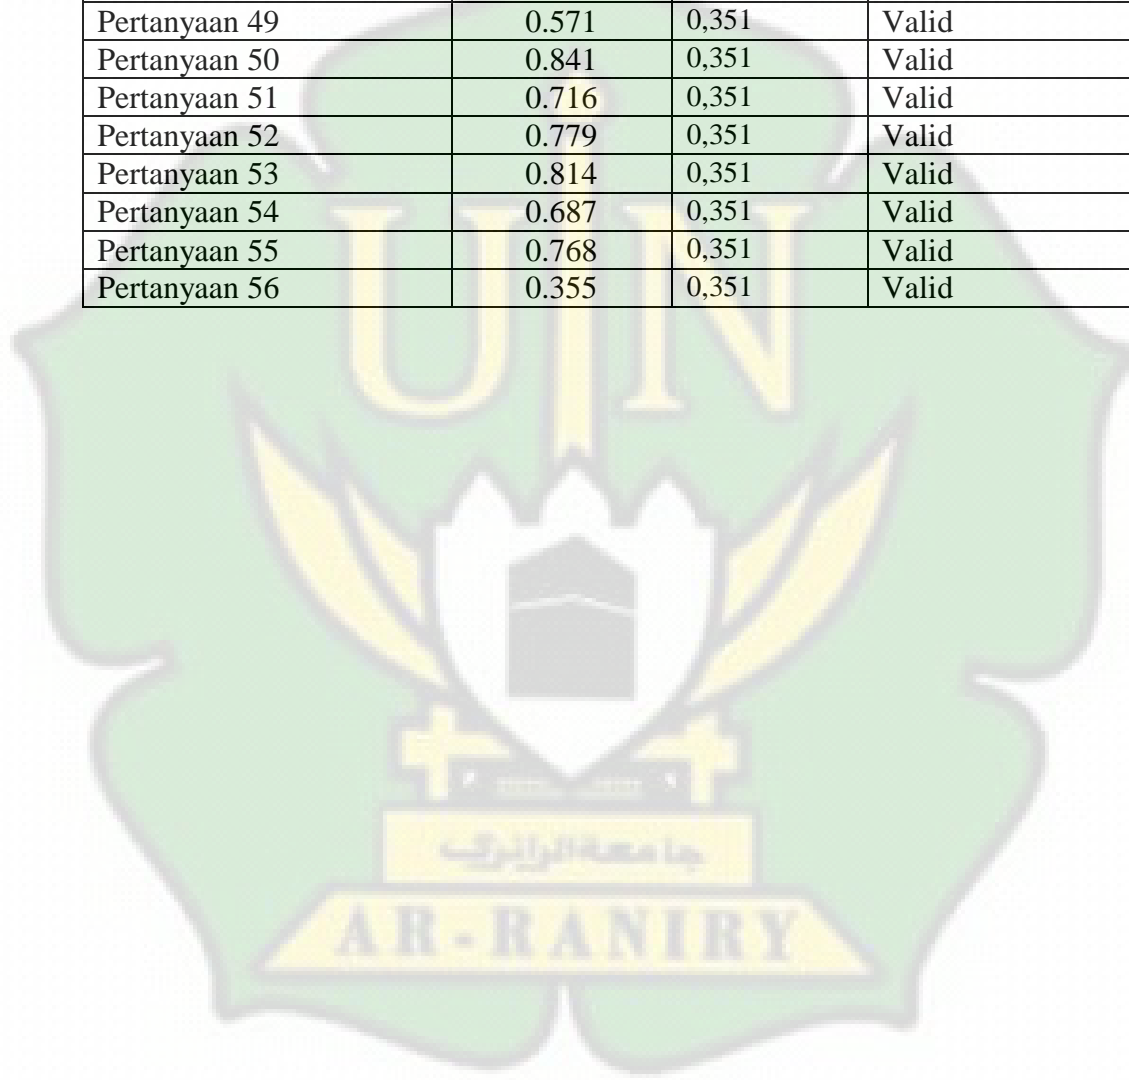 Pertanyaan 49 0.571 0,351 Valid
Pertanyaan 50 0.841 0,351 Valid
Pertanyaan 51 0.716 0,351 Valid
Pertanyaan 52 0.779 0,351 Valid
Pertanyaan 53 0.814 0,351 Valid
Pertanyaan 54 0.687 0,351 Valid
Pertanyaan 55 0.768 0,351 Valid
Pertanyaan 56 0.355 0,351 Valid
UIN
جامعة الرانري
AR-RANIRY